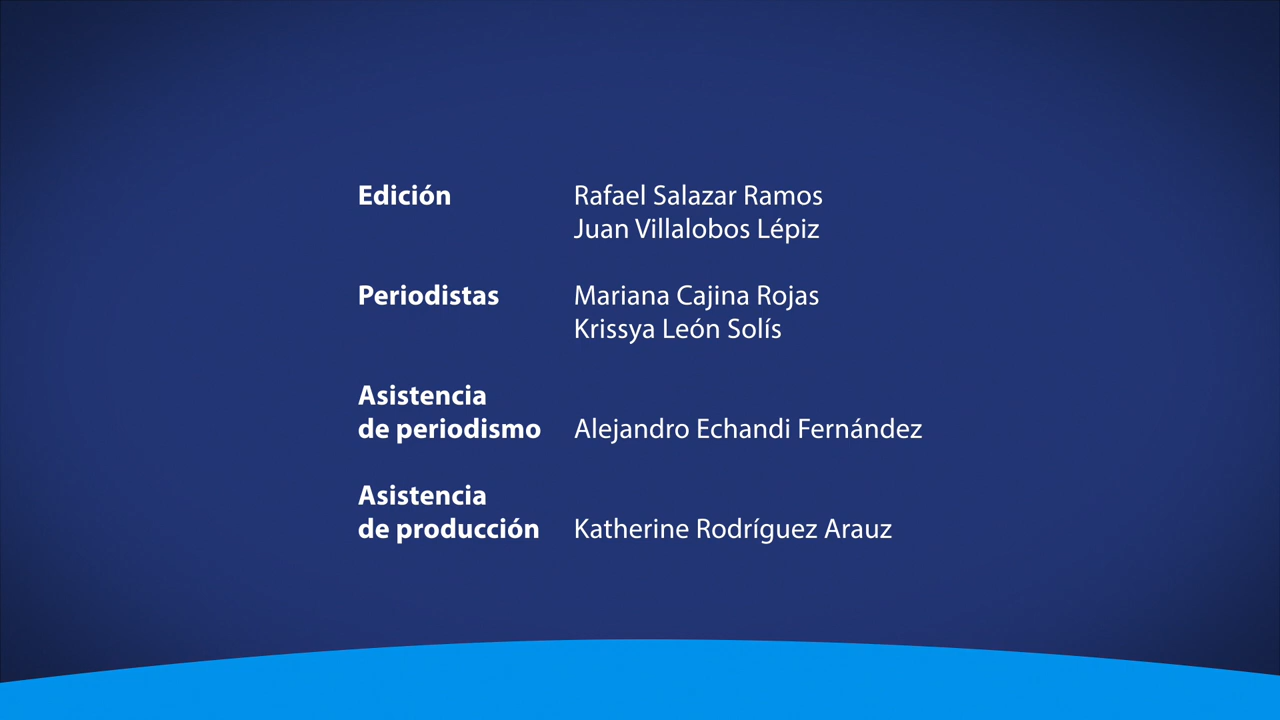 Edición Rafael Salazar Ramos
Juan Villalobos Lépiz
Periodistas Mariana Cajina Rojas
Krissya León Solís
Asistencia
de periodismo Alejandro Echandi Fernández
Asistencia
de producción Katherine Rodríguez Arauz